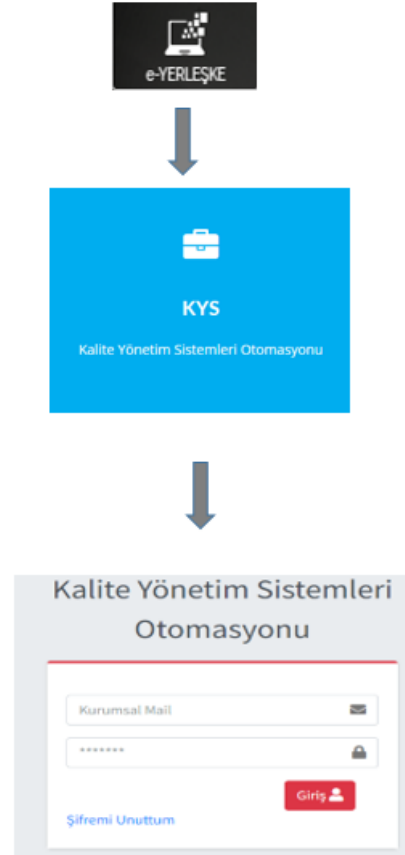 e-YERLEŞKE
KYS
Kalite Yönetim Sistemleri Otomasyonu
Kalite Yönetim Sistemleri
Otomasyonu
Kurumsal Mail
*******
Giriş
Şifremi Unuttum